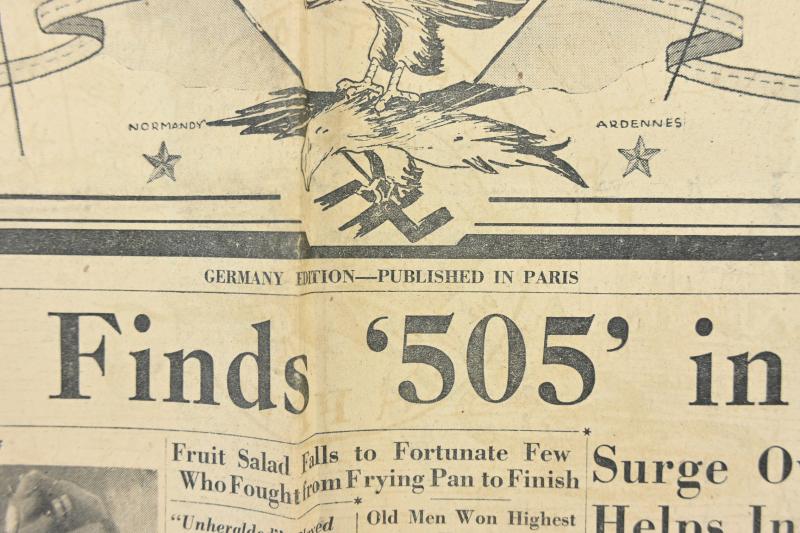 NORMANDY
ARDENNES
GERMANY EDITION—PUBLISHED IN PARIS
Finds ‘505’ in
Fruit Salad Falls to Fortunate Few
Who Fought from Frying Pan to Finish
Surge
Helps In
Old Men Won Highest